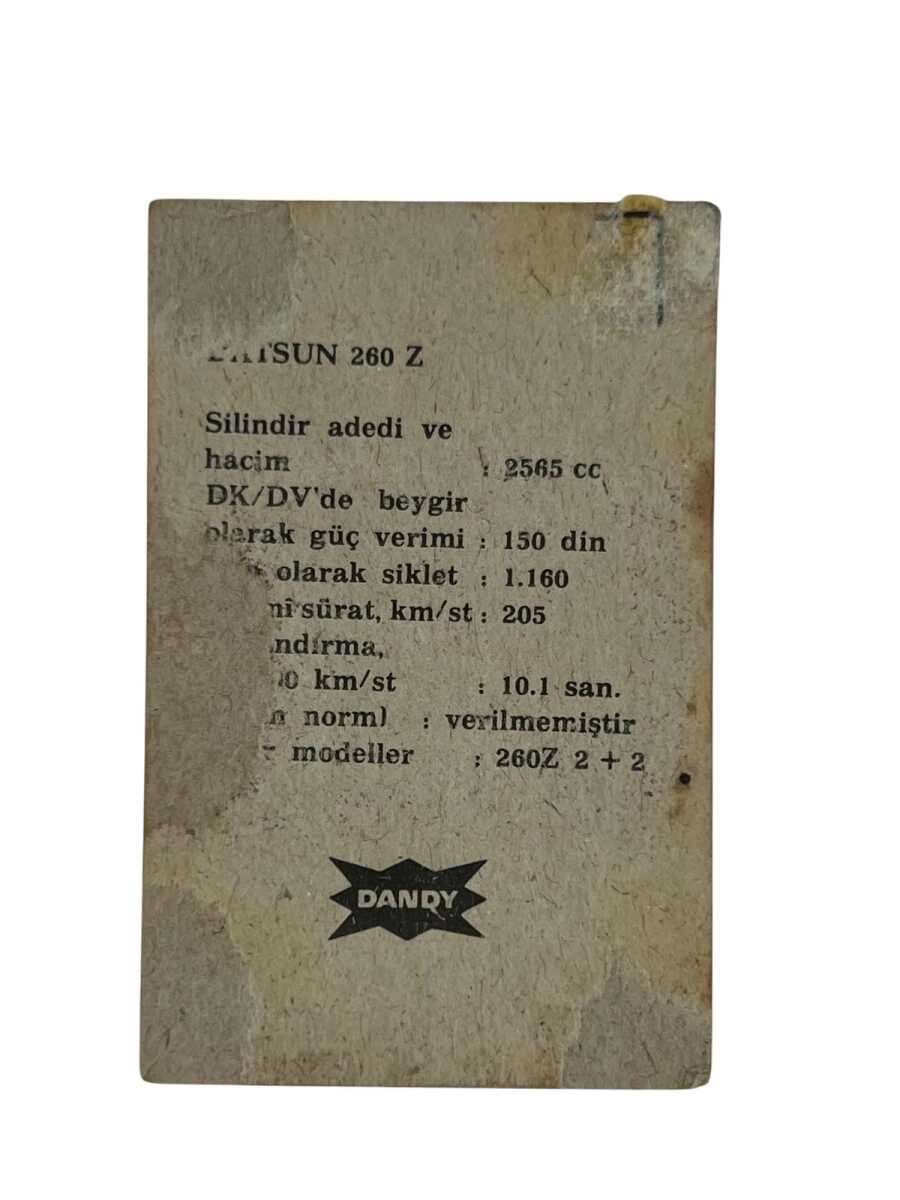 DATSUN 260 Z
Silindir adedi ve
hacim : 2565 cc
DK/DV'de beygir
olarak güç verimi : 150 din
olarak siklet : 1.160
sürat, km/st : 205
km/st : 10.1 san.
: verilmemiştir
modeller : 260Z 2 + 2
DANDY